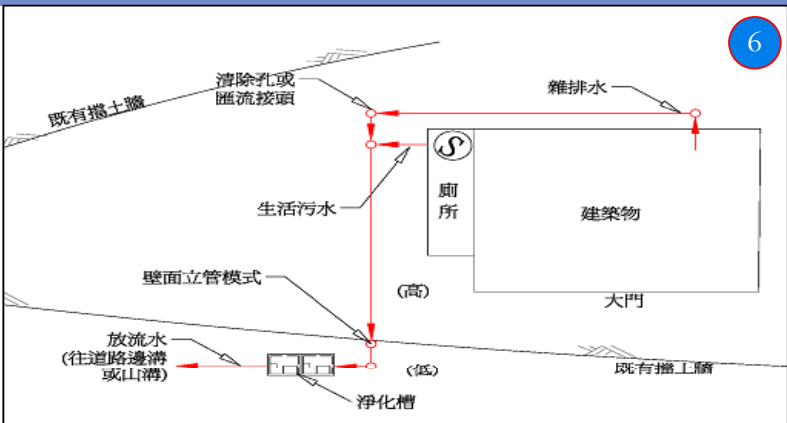 6
清除孔或
匯流接頭
雜排水
既有擋土牆
S
廁
所
生活污水
建築物
壁面立管模式
(高)
大門
放流水
(往道路邊溝
或山溝)
(低)
既有擋土牆
淨化槽